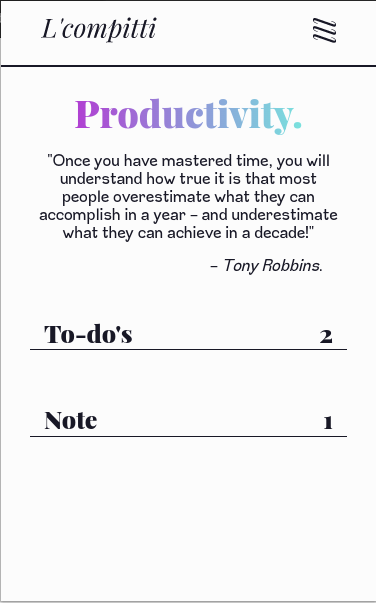 L'compitti
Productivity.
"Once you have mastered time, you will
understand how true it is that most
people overestimate what they can
accomplish in a year – and underestimate
what they can achieve in a decade!"
– Tony Robbins.
To-do's 2
Note 1